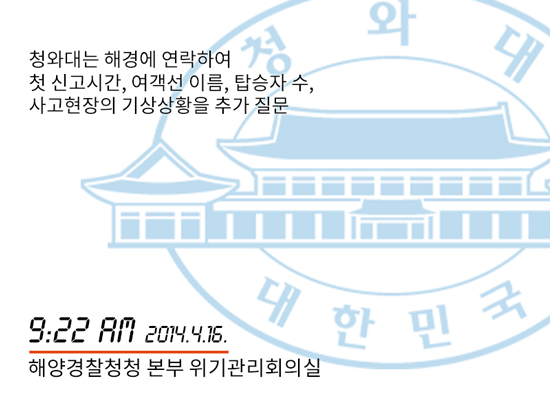 청와대는 해경에 연락하여
첫 신고시간, 여객선 이름, 탑승자 수,
사고현장의 기상상황을 추가 질문
청와대
대한민국
9:22 AM 2014.4.16.
해양경찰청청 본부 위기관리회의실